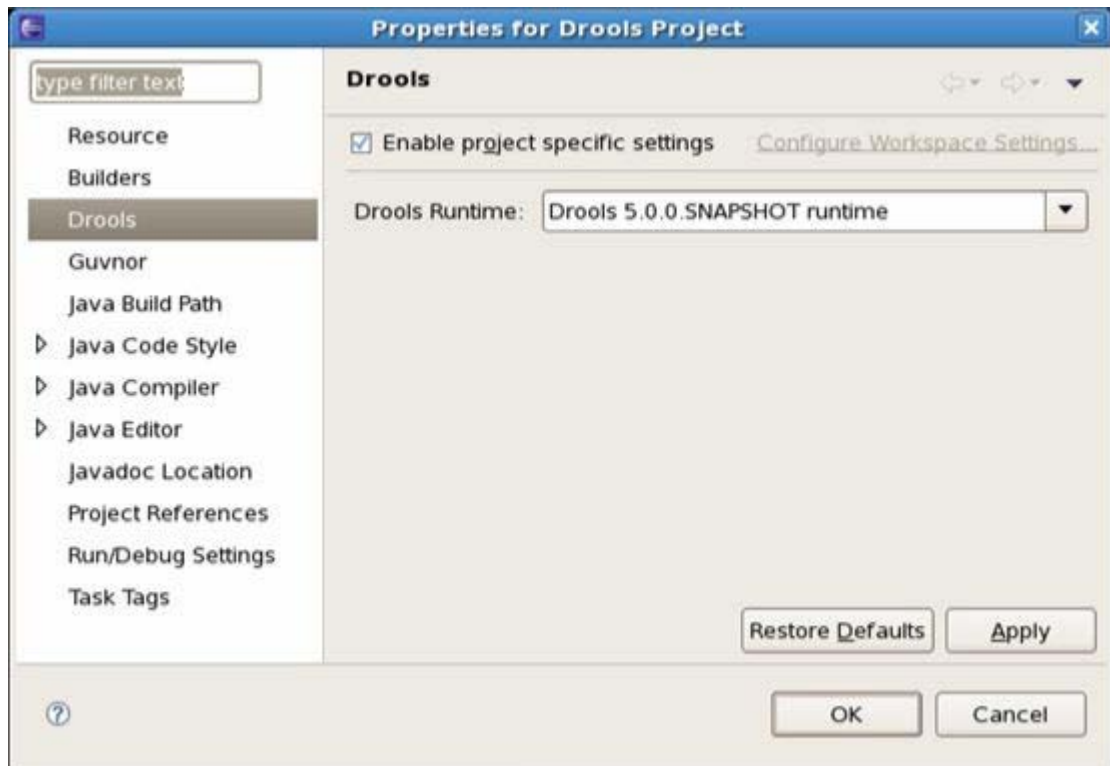 Properties for Drools Project
type filter text
Resource
Builders
Drools
Guvnor
Java Build Path
Java Code Style
Java Compiler
Java Editor
Javadoc Location
Project References
Run/Debug Settings
Task Tags
Drools
Enable project specific settings
Configure Workspace Settings...
Drools Runtime:
Drools 5.0.0.SNAPSHOT runtime
Restore Defaults
Apply
?
OK
Cancel